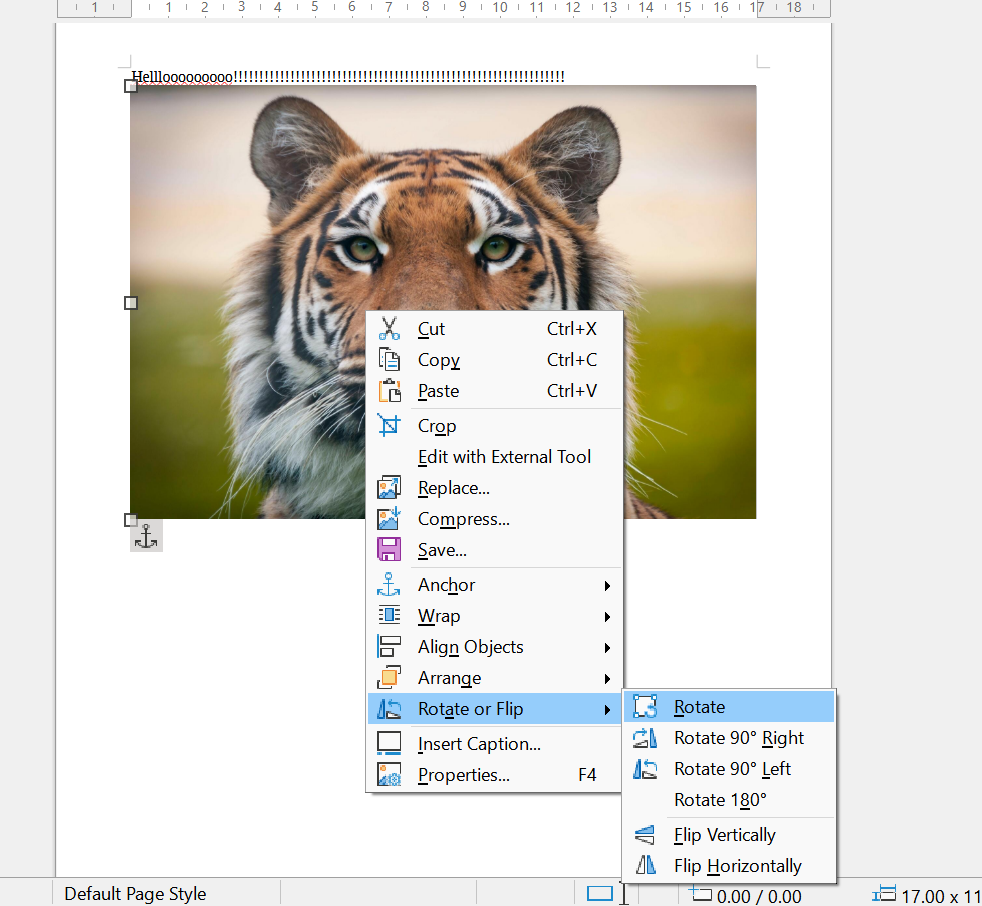 1 1 2 3 4 5 6 7 8 9 10 11 12 13 14 15 16 17 18
Helllooooooooo!!!!!!!!!!!!!!!!!!!!!!!!!!!!!!!!!!!!!!!!!!!!!!!!!!!!!!!!!!!!!!!!
Cut Ctrl+X
Copy Ctrl+C
Paste Ctrl+V
Crop
Edit with External Tool
Replace...
Compress...
Save...
Anchor
Wrap
Align Objects
Arrange
Rotate or Flip
Insert Caption...
Properties... F4
Rotate
Rotate 90° Right
Rotate 90° Left
Rotate 180°
Flip Vertically
Flip Horizontally
Default Page Style
0.00 / 0.00
17.00 x 11